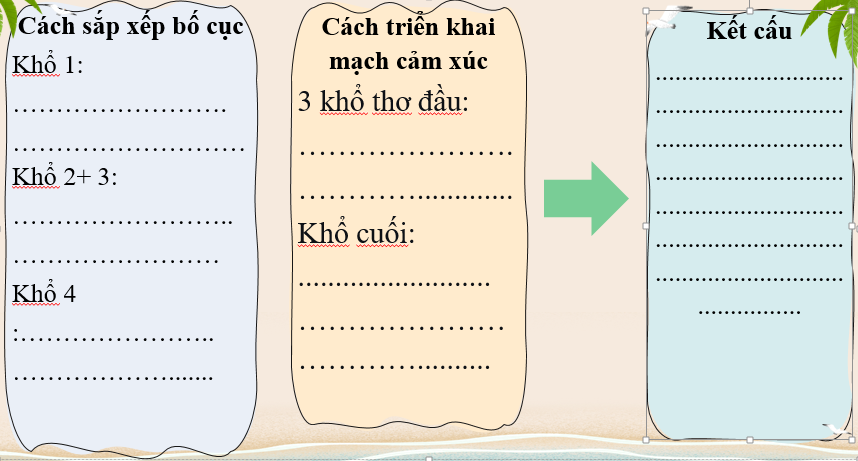 Cách sắp xếp bố cục
Khổ 1:
…………………….
………………………
Khổ 2+ 3:
……………………..
……………………
Khổ 4
:…………………..
……………….......
Cách triển khai
mạch cảm xúc
3 khổ thơ đầu:
……………………
…………..............
Khổ cuối:
..........................
……………………
…………...........
Kết cấu
.............................
.............................
.............................
.............................
.............................
.............................
.............................
................